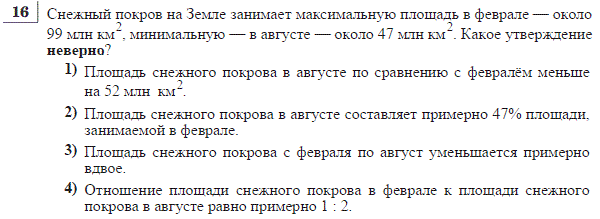 16 Снежный покров на Земле занимает максимальную площадь в феврале — около
99 млн км², минимальную — в августе — около 47 млн км². Какое утверждение
неверно?
1) Площадь снежного покрова в августе по сравнению с февралём меньше
на 52 млн км².
2) Площадь снежного покрова в августе составляет примерно 47% площади,
занимаемой в феврале.
3) Площадь снежного покрова с февраля по август уменьшается примерно
вдвое.
4) Отношение площади снежного покрова в феврале к площади снежного
покрова в августе равно примерно 1 : 2.